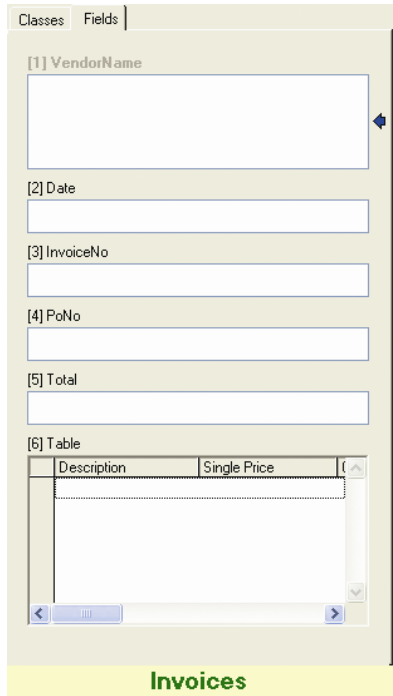 Classes Fields
[1] VendorName
[2] Date
[3] InvoiceNo
[4] PoNo
[5] Total
[6] Table
Description Single Price
Invoices